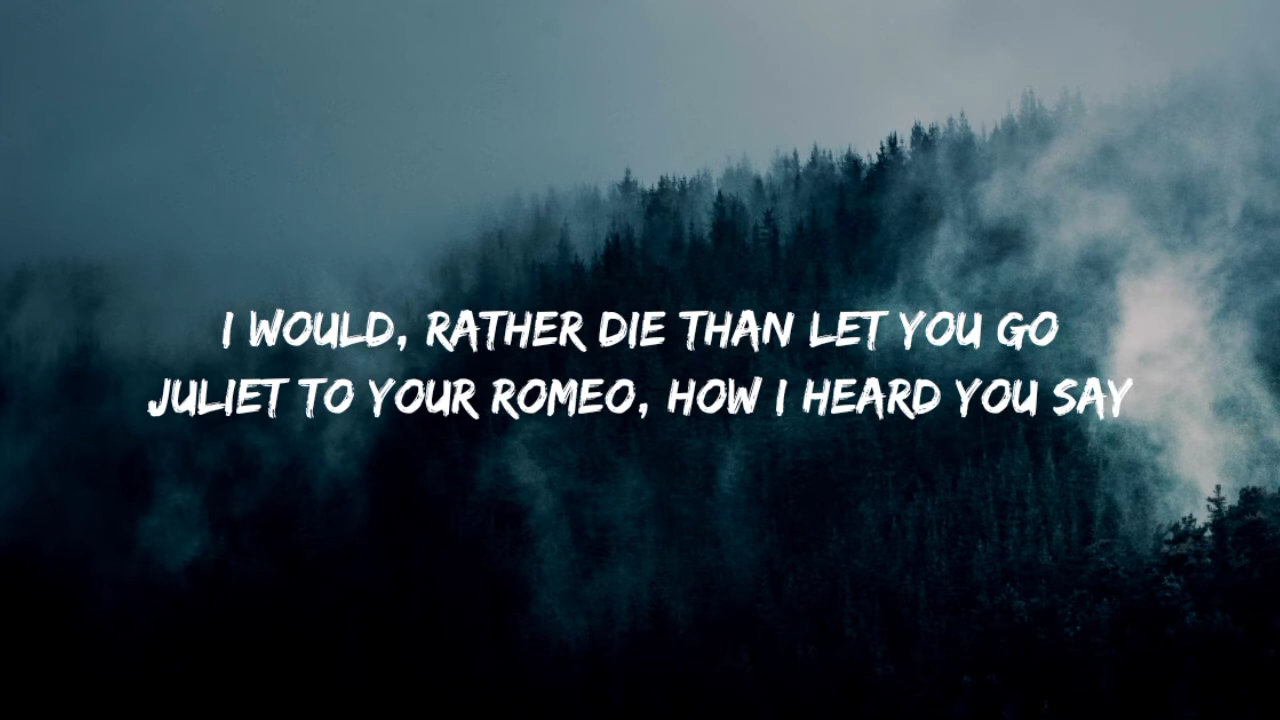 I WOULD, RATHER DIE THAN LET YOU GO
JULIET TO YOUR ROMEO, HOW I HEARD YOU SAY